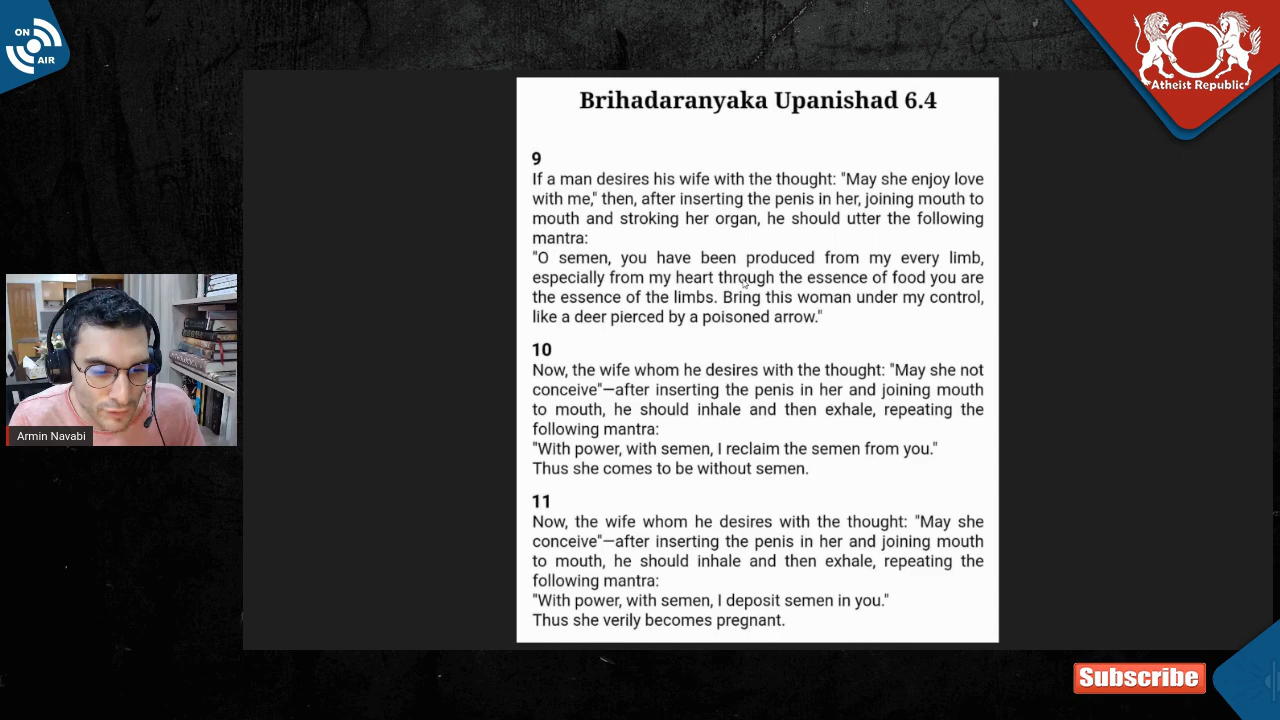 ON
AIR
Atheist Republic
Brihadaranyaka Upanishad 6.4
9
If a man desires his wife with the thought: "May she enjoy love
with me," then, after inserting the penis in her, joining mouth to
mouth and stroking her organ, he should utter the following
mantra:
"O semen, you have been produced from my every limb,
especially from my heart through the essence of food you are
the essence of the limbs. Bring this woman under my control,
like a deer pierced by a poisoned arrow."
10
Now, the wife whom he desires with the thought: "May she not
conceive"—after inserting the penis in her and joining mouth
to mouth, he should inhale and then exhale, repeating the
following mantra:
"With power, with semen, I reclaim the semen from you."
Thus she comes to be without semen.
11
Now, the wife whom he desires with the thought: "May she
conceive"—after inserting the penis in her and joining mouth
to mouth, he should inhale and then exhale, repeating the
following mantra:
"With power, with semen, I deposit semen in you."
Thus she verily becomes pregnant.
Armin Navabi
Subscribe